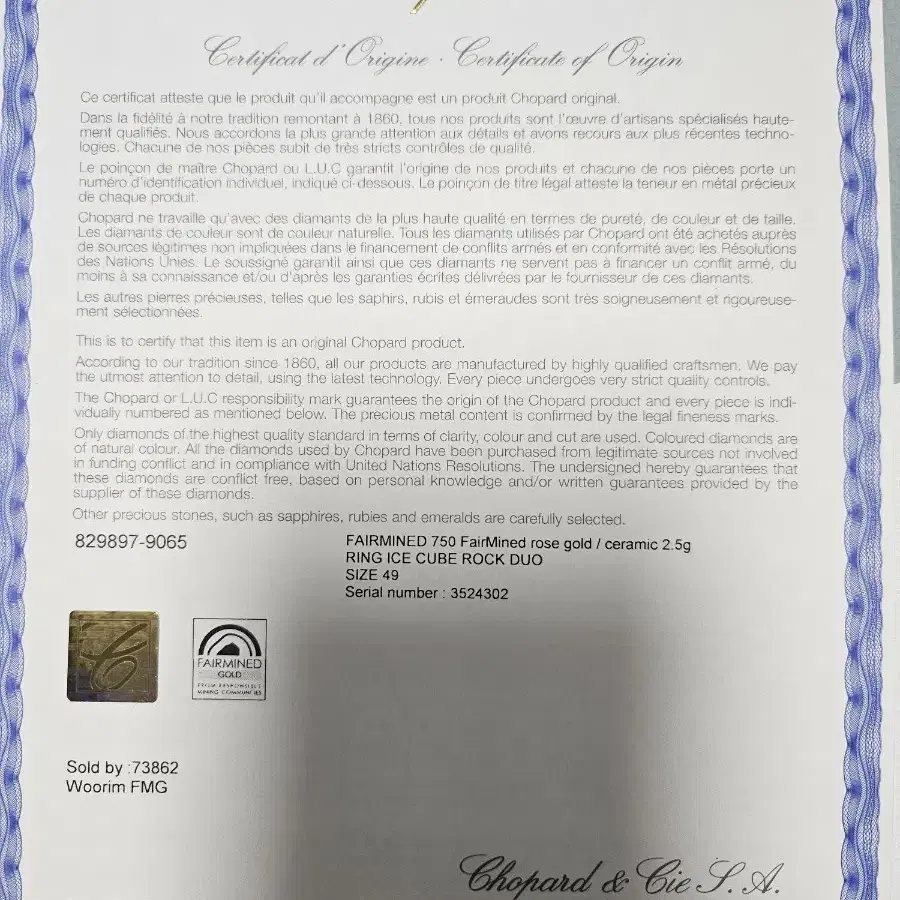 Certificat d'Origine · Certificate of Origin
Ce certificat atteste que le produit qu'il accompagne est un produit Chopard original.
Dans la fidélité à notre tradition remontant à 1860, tous nos produits sont l'œuvre d'artisans spécialisés haute-
ment qualifiés. Nous accordons la plus grande attention aux détails et avons recours aux plus récentes techno-
logies. Chacune de nos pièces subit de très stricts contrôles de qualité.
Le poinçon de maître Chopard ou L.U.C garantit l'origine de nos produits et chacune de nos pièces porte un
numéro d'identification individuel, indiqué ci-dessous. Le poinçon de titre légal atteste la teneur en métal précieux
de chaque produit.
Chopard ne travaille qu'avec des diamants de la plus haute qualité en termes de pureté, de couleur et de taille.
Les diamants de couleur sont de couleur naturelle. Tous les diamants utilisés par Chopard ont été achetés auprès
de sources légitimes non impliquées dans le financement de conflits armés et en conformité avec les Résolutions
des Nations Unies. Le soussigné garantit ainsi que ces diamants ne servent pas à financer un conflit armé, du
moins à sa connaissance et/ou d'après les garanties écrites délivrées par le fournisseur de ces diamants.
Les autres pierres précieuses, telles que les saphirs, rubis et émeraudes sont très soigneusement et rigoureuse-
ment sélectionnées.
This is to certify that this item is an original Chopard product.
According to our tradition since 1860, all our products are manufactured by highly qualified craftsmen. We pay
the utmost attention to detail, using the latest technology. Every piece undergoes very strict quality controls.
The Chopard or L.U.C responsibility mark guarantees the origin of the Chopard product and every piece is indi-
vidually numbered as mentioned below. The precious metal content is confirmed by the legal fineness marks.
Only diamonds of the highest quality standard in terms of clarity, colour and cut are used. Coloured diamonds are
of natural colour. All the diamonds used by Chopard have been purchased from legitimate sources not involved
in funding conflict and in compliance with United Nations Resolutions. The undersigned hereby guarantees that
these diamonds are conflict free, based on personal knowledge and/or written guarantees provided by the
supplier of these diamonds.
Other precious stones, such as sapphires, rubies and emeralds are carefully selected.
829897-9065
FAIRMINED 750 FairMined rose gold / ceramic 2.5g
RING ICE CUBE ROCK DUO
SIZE 49
Serial number : 3524302
FAIRMINED
GOLD
FROM RESPONSIBLE
MINING COMMUNITIES
Sold by :73862
Woorim FMG
Chopard & Cie S.A.